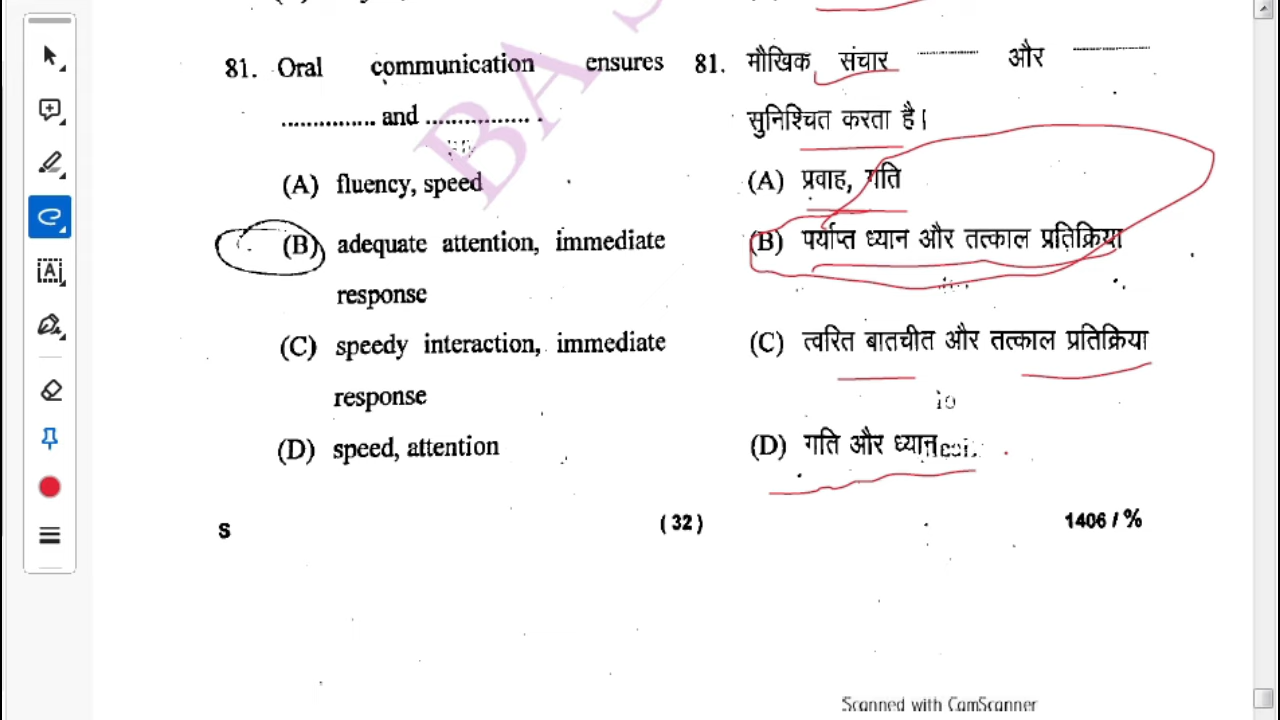 81. Oral communication ensures
............... and ................ .
(A) fluency, speed
(B) adequate attention, immediate
response
(C) speedy interaction, immediate
response
(D) speed, attention
81. मौखिक संचार ............... और ...............
सुनिश्चित करता है।
(A) प्रवाह, गति
(B) पर्याप्त ध्यान और तत्काल प्रतिक्रिया
(C) त्वरित बातचीत और तत्काल प्रतिक्रिया
(D) गति और ध्यान
S (32) 1406 / %
Scanned with CamScanner